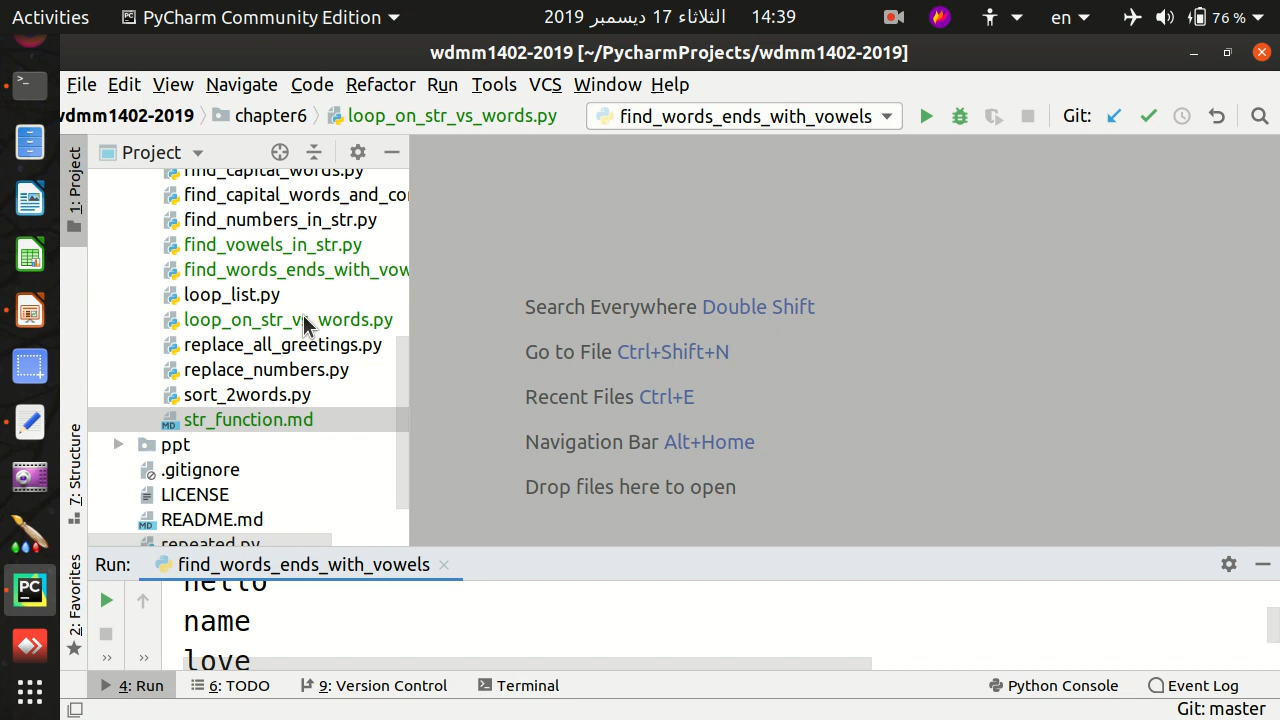 Activities PyCharm Community Edition الثلاثاء 17 ديسمبر 2019 14:39 en 76 %
wdmm1402-2019 [~/PycharmProjects/wdmm1402-2019]
File Edit View Navigate Code Refactor Run Tools VCS Window Help
wdmm1402-2019 chapter6 loop_on_str_vs_words.py find_words_ends_with_vowels Git:
1: Project
Project
find_capital_words.py
find_capital_words_and_cor
find_numbers_in_str.py
find_vowels_in_str.py
find_words_ends_with_vow
loop_list.py
loop_on_str_vs_words.py
replace_all_greetings.py
replace_numbers.py
sort_2words.py
str_function.md
ppt
.gitignore
LICENSE
README.md
repeated.py
Search Everywhere Double Shift
Go to File Ctrl+Shift+N
Recent Files Ctrl+E
Navigation Bar Alt+Home
Drop files here to open
7: Structure
2: Favorites
Run: find_words_ends_with_vowels
hello
name
love
4: Run 6: TODO 9: Version Control Terminal Python Console Event Log
Git: master